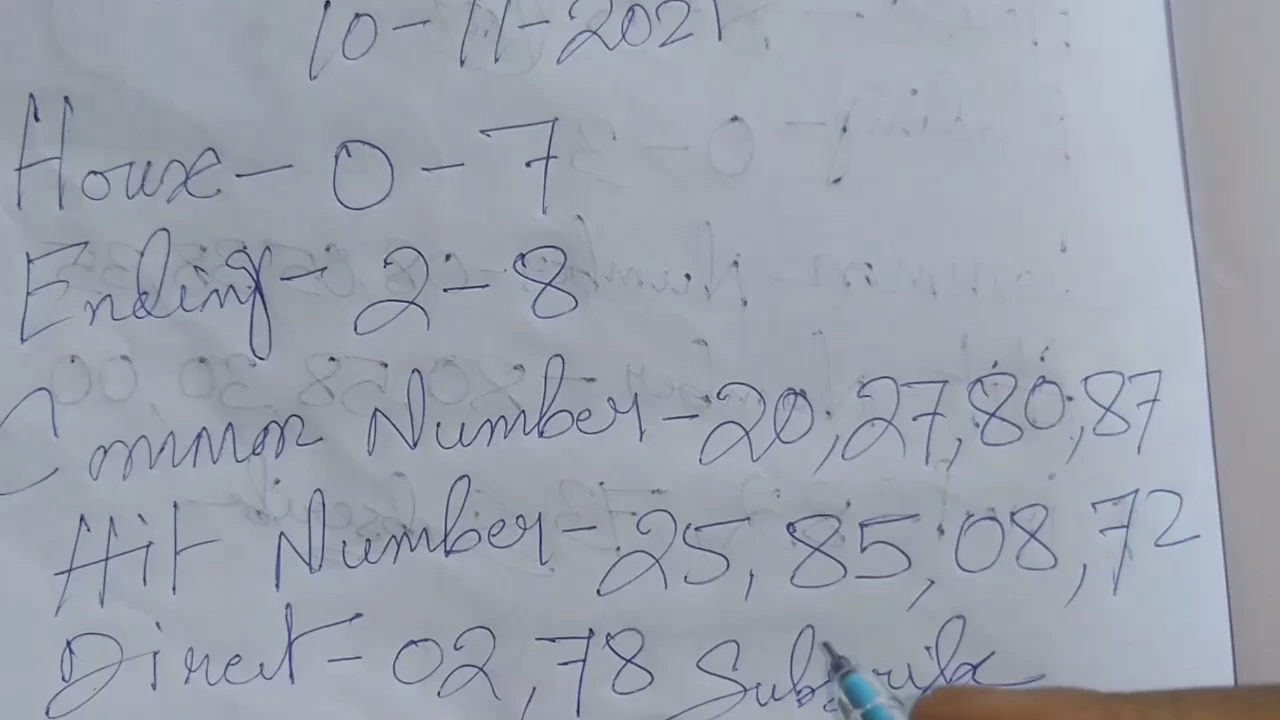 10-11-2021
House - 0 - 7
Ending - 2 - 8
Common Number - 20, 27, 80, 87
Hit Number - 25, 85, 08, 72
Direct - 02, 78 Subscribe